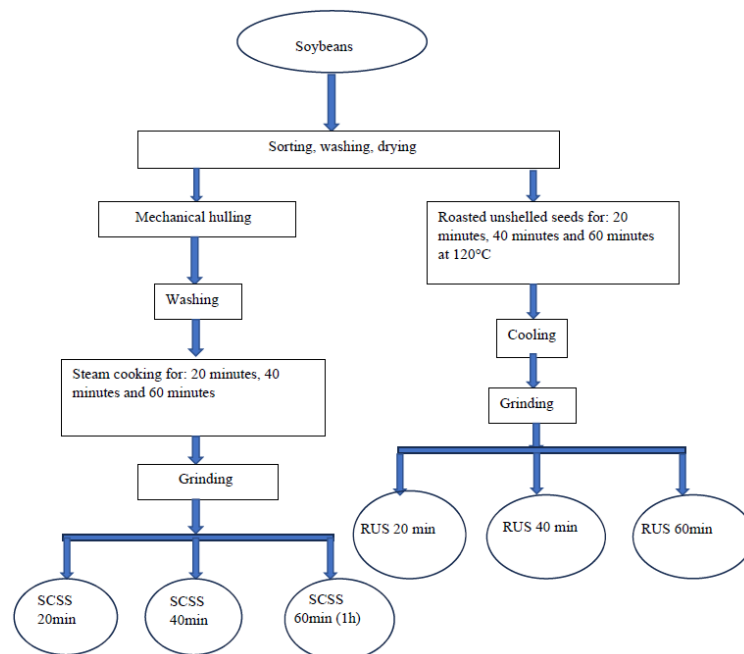 Soybeans
Sorting, washing, drying
Mechanical hulling
Roasted unshelled seeds for: 20
minutes, 40 minutes and 60 minutes
at 120°C
Washing
Cooling
Steam cooking for: 20 minutes, 40
minutes and 60 minutes
Grinding
Grinding
RUS 20 min
RUS 40 min
RUS 60min
SCSS
20min
SCSS
40min
SCSS
60min (1h)